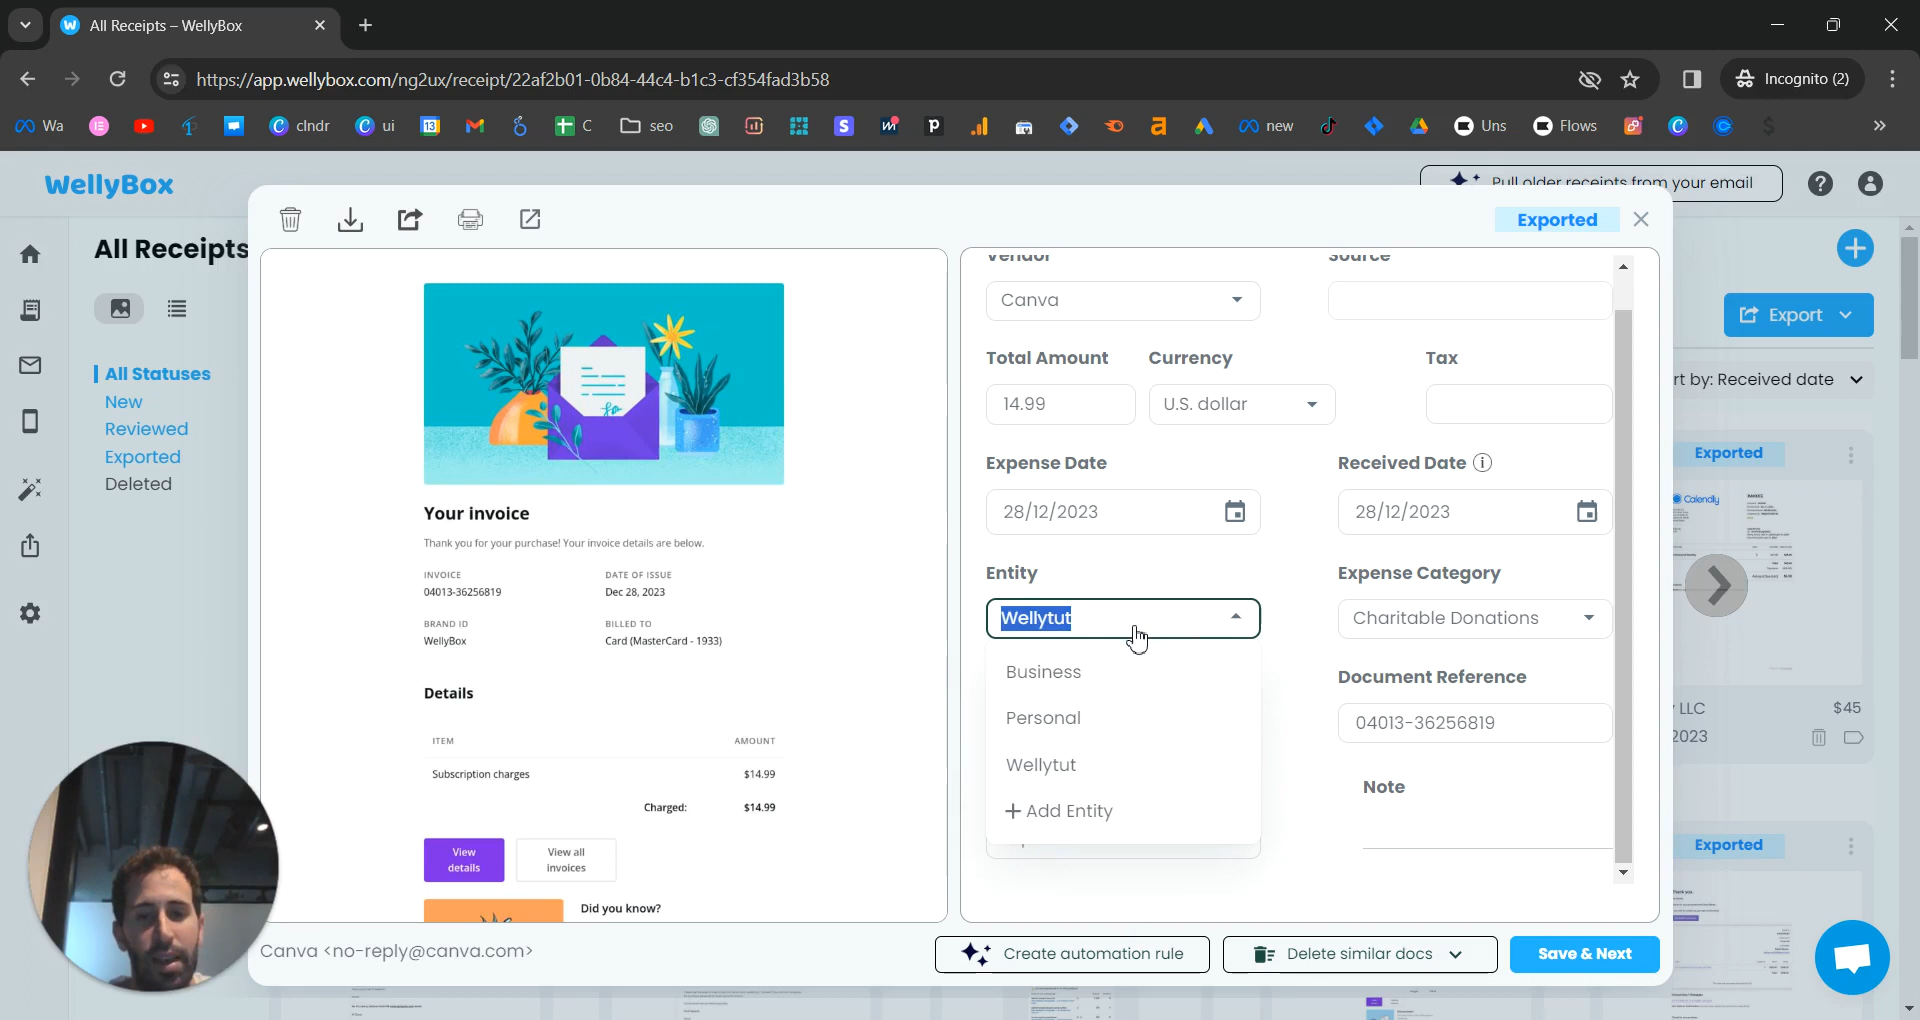 All Receipts – WellyBox
https://app.wellybox.com/ng2ux/receipt/22af2b01-0b84-44c4-b1c3-cf354fad3b58
Incognito (2)
Wa
clndr
ui
C
seo
new
Uns
Flows
WellyBox
Pull older receipts from your email
All Receipts
All Statuses
New
Reviewed
Exported
Deleted
Exported
Your invoice
Thank you for your purchase! Your invoice details are below.
INVOICE
04013-36256819
DATE OF ISSUE
Dec 28, 2023
BRAND ID
WellyBox
BILLED TO
Card (MasterCard - 1933)
Details
ITEM AMOUNT
Subscription charges $14.99
Charged: $14.99
View details
View all invoices
Did you know?
Vendor
Canva
Source
Total Amount
14.99
Currency
U.S. dollar
Tax
Expense Date
28/12/2023
Received Date
28/12/2023
Entity
Wellytut
Business
Personal
Wellytut
+ Add Entity
Expense Category
Charitable Donations
Document Reference
04013-36256819
Note
Canva <no-reply@canva.com>
Create automation rule
Delete similar docs
Save & Next
Export
rt by: Received date
Exported
Calendly
LLC
$45
2023
Exported